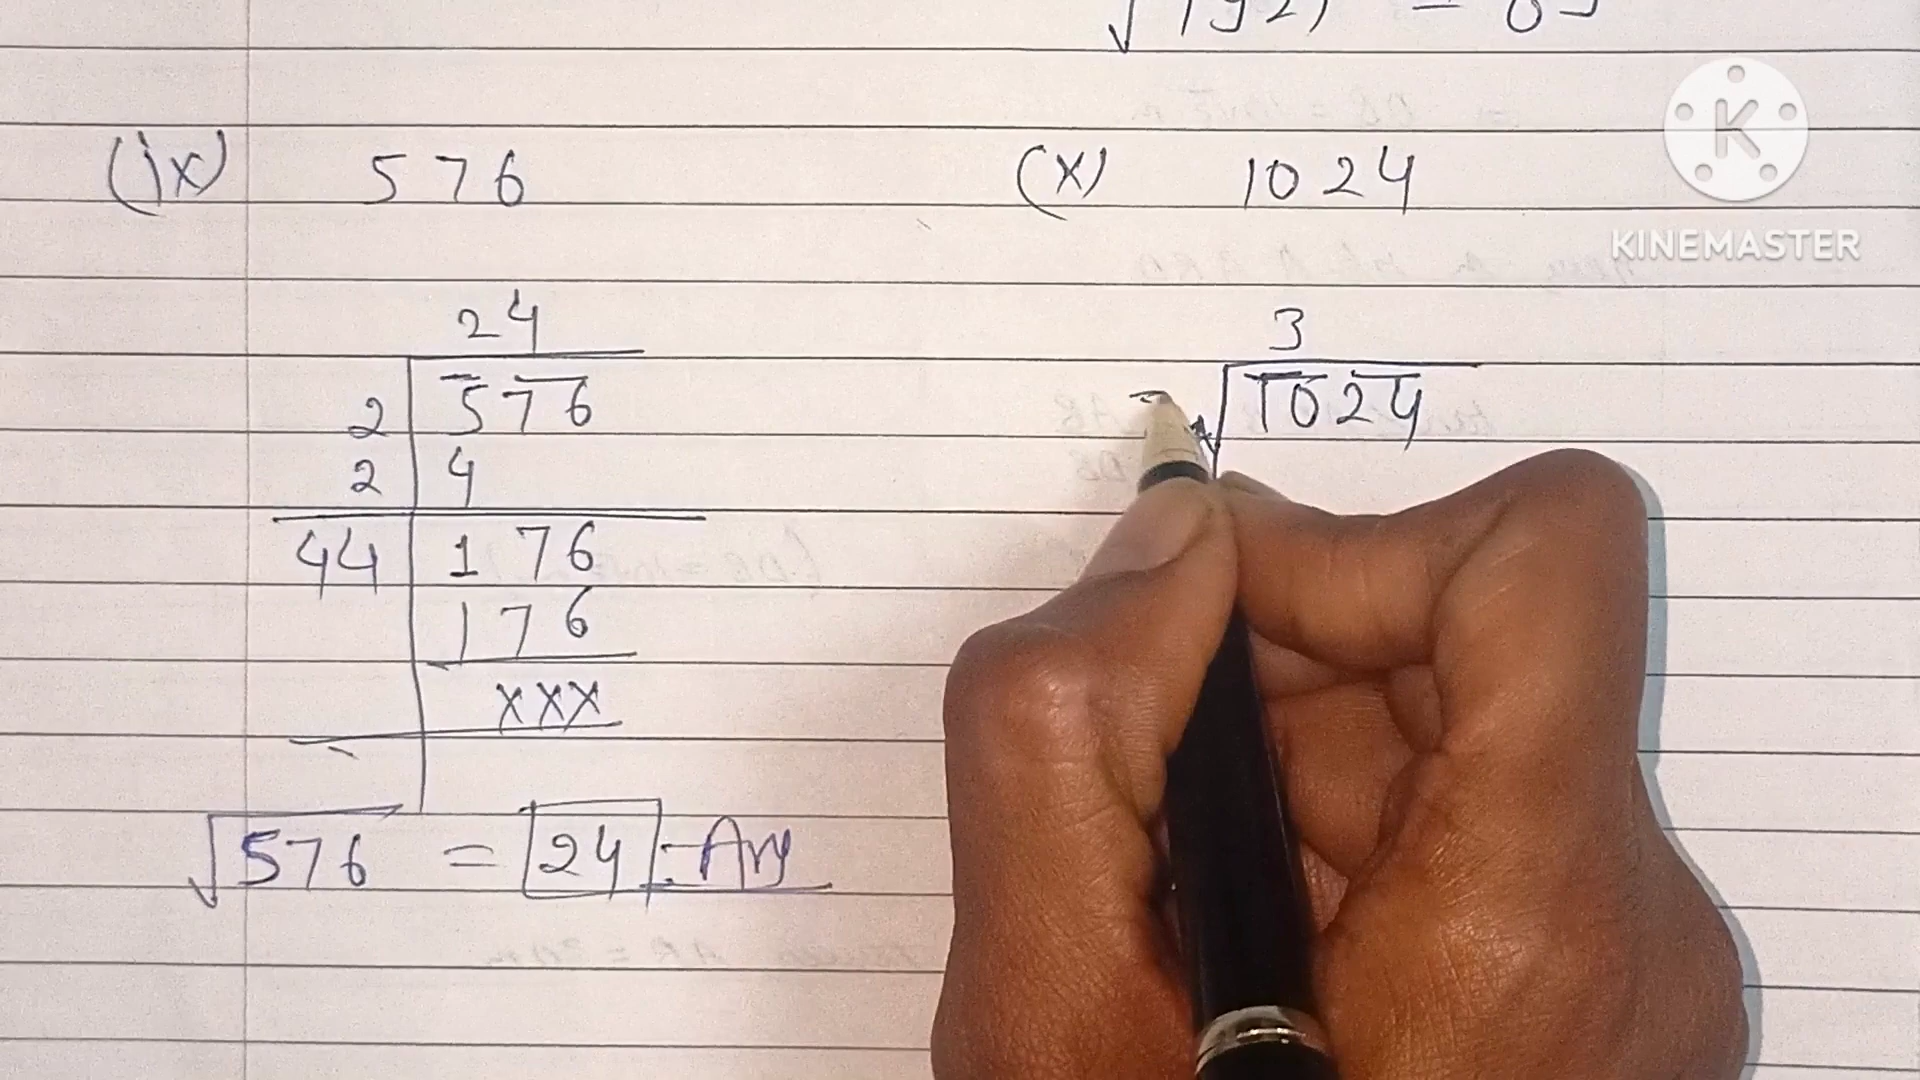 (ix) 576
24
2 576
2 4
44 176
176
xxx
√576 = 24 Ans
(x) 1024
3
1024
KINEMASTER